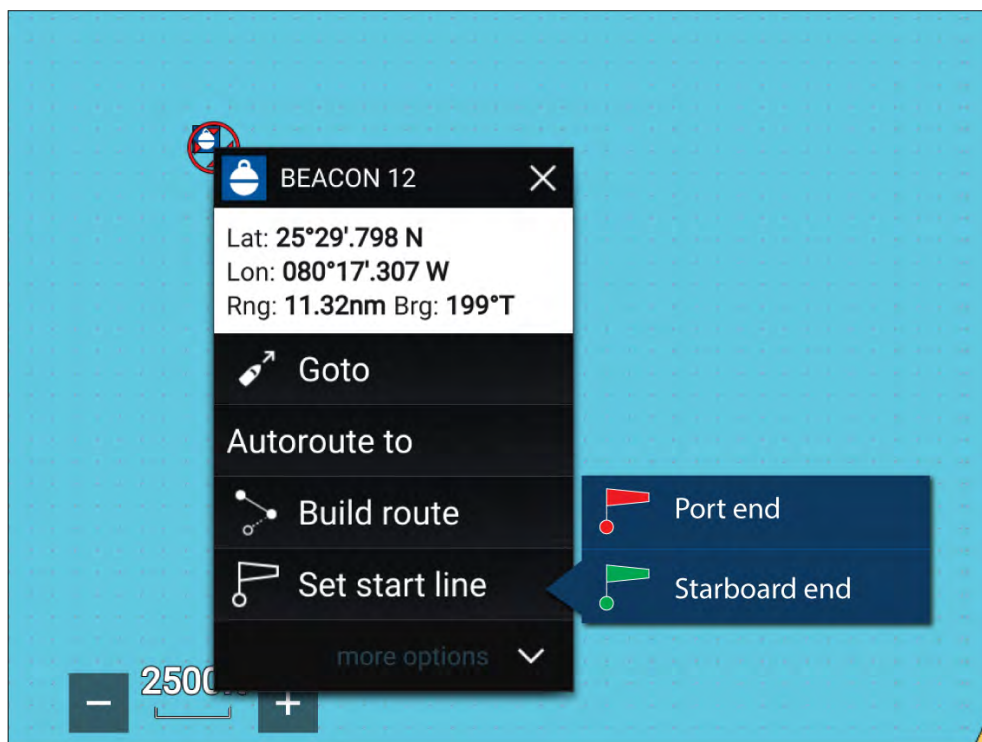 BEACON 12
Lat: 25°29'.798 N
Lon: 080°17'.307 W
Rng: 11.32nm Brg: 199°T
Goto
Autoroute to
Build route
Port end
Set start line
Starboard end
more options
2500